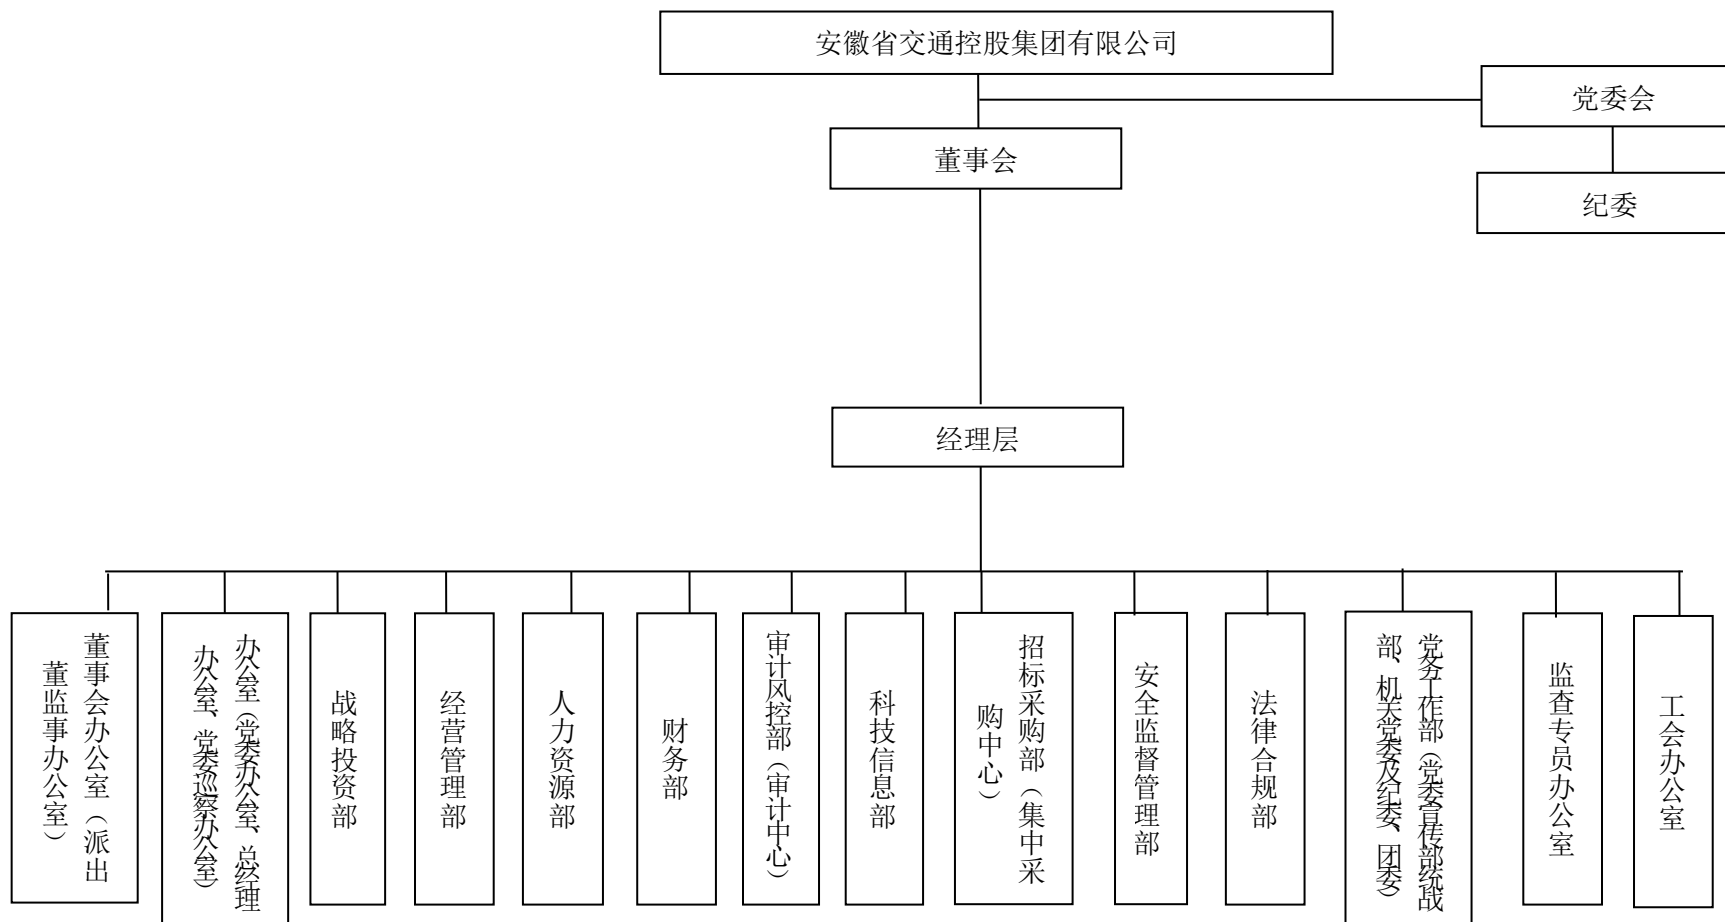 安徽省交通控股集团有限公司
党委会
董事会
纪委
经理层
董事会办公室（派出
董监事办公室）
办公室（党委办公室、总经理
办公室、党委巡察办公室）
战略投资部
经营管理部
人力资源部
财务部
审计风控部（审计中心）
科技信息部
招标采购部（集中采
购中心）
安全监督管理部
法律合规部
党务工作部（党委宣传部统战
部、机关党委及纪委、团委）
监查专员办公室
工会办公室